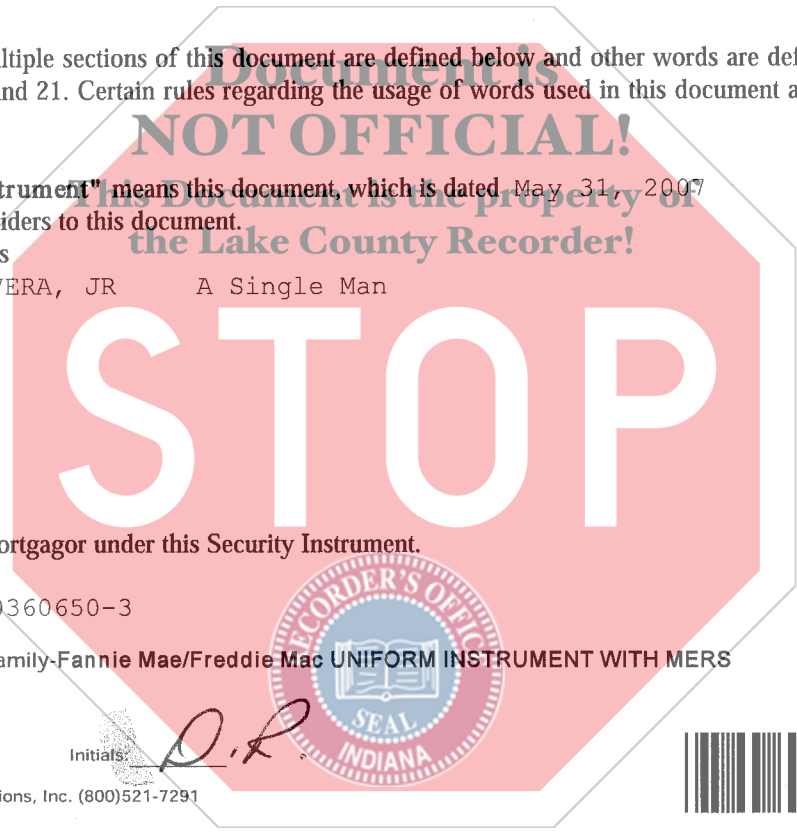 ltiple sections of this document are defined below and other words are def
Document is
nd 21. Certain rules regarding the usage of words used in this document a
NOT OFFICIAL!
trument" means this document, which is dated May 31, 2007
This Document is the property of
iders to this document.
the Lake County Recorder!
s
VERA, JR A Single Man
STOP
ortgagor under this Security Instrument.
0360650-3
RECORDER'S OFFICE
amily-Fannie Mae/Freddie Mac UNIFORM INSTRUMENT WITH MERS
SEAL
INDIANA
Initials: D.R.
ions, Inc. (800)521-7291